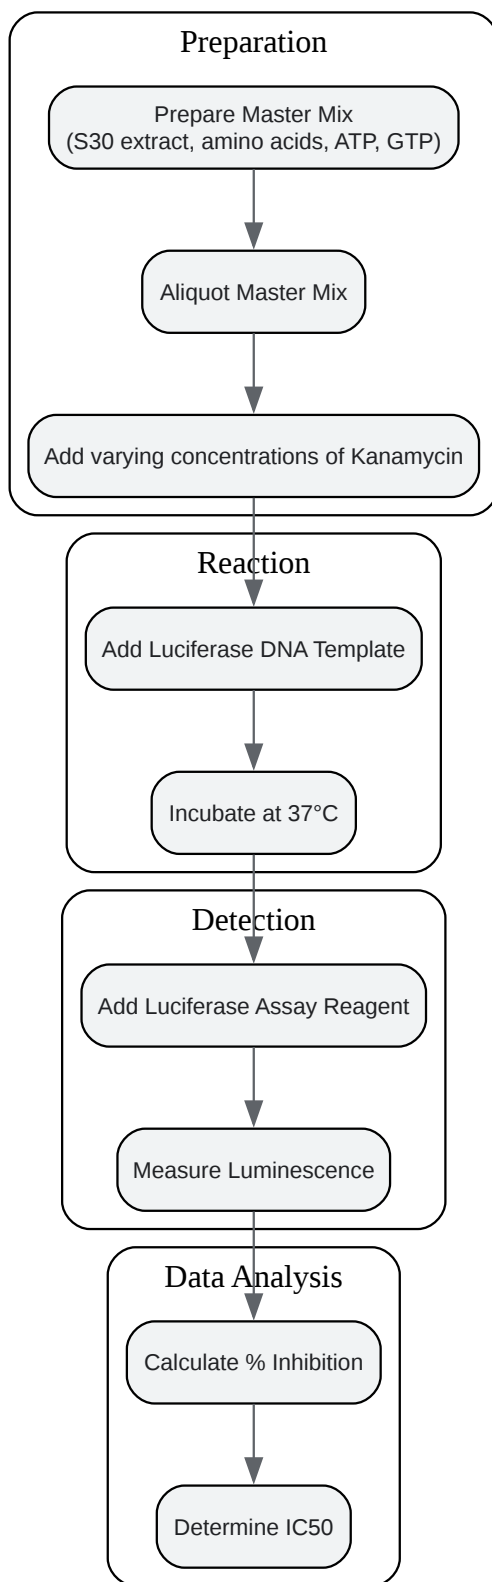 Preparation
Prepare Master Mix
(S30 extract, amino acids, ATP, GTP)
Aliquot Master Mix
Add varying concentrations of Kanamycin
Reaction
Add Luciferase DNA Template
Incubate at 37°C
Detection
Add Luciferase Assay Reagent
Measure Luminescence
Data Analysis
Calculate % Inhibition
Determine IC50